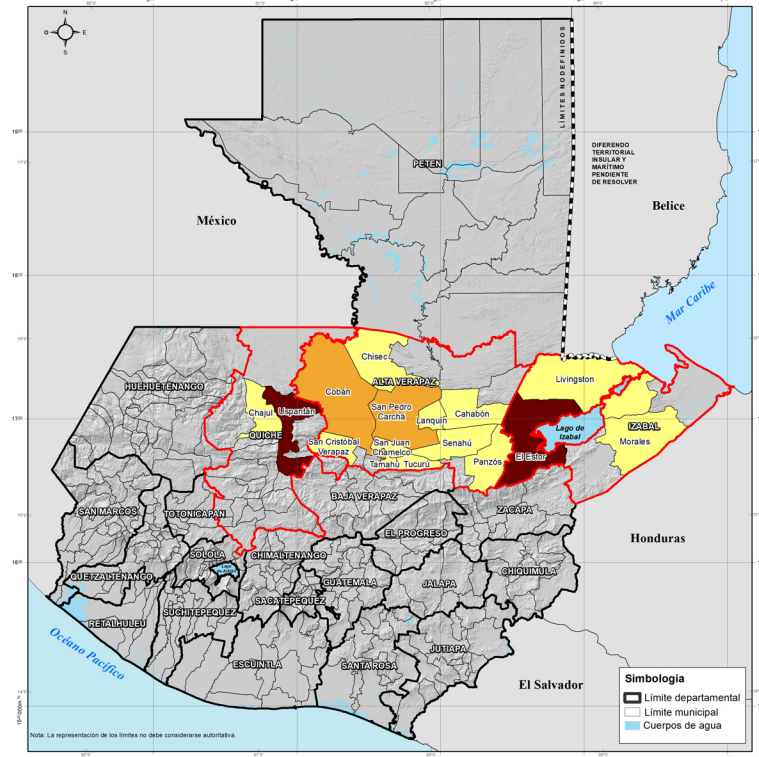 N
O E
S
LÍMITES NO DEFINIDOS
DIFERENDO
TERRITORIAL
INSULAR Y
MARÍTIMO
PENDIENTE
DE RESOLVER
PETEN
México
Belice
Mar Caribe
Chisec
HUEHUETENANGO
ALTA VERAPAZ
Livingston
Cobán
Chajul
Uspantán
San Pedro
Carchá
Cahabón
Lanquín
IZABAL
Lago de
Izabal
QUICHE
San Cristóbal
Verapaz
San Juan
Chamelco
Senahú
Morales
El Estor
Tamahú
Tucurú
Panzós
BAJA VERAPAZ
SAN MARCOS
TOTONICAPAN
ZACAPA
EL PROGRESO
Honduras
SOLOLA
CHIMALTENANGO
QUETZALTENANGO
GUATEMALA
JALAPA
CHIQUIMULA
SUCHITEPEQUEZ
SACATEPEQUEZ
RETALHULEU
JUTIAPA
Océano Pacífico
ESCUINTLA
SANTA ROSA
El Salvador
Simbología
Límite departamental
Límite municipal
Cuerpos de agua
Nota: La representación de los limites no debe considerarse autoritativa.